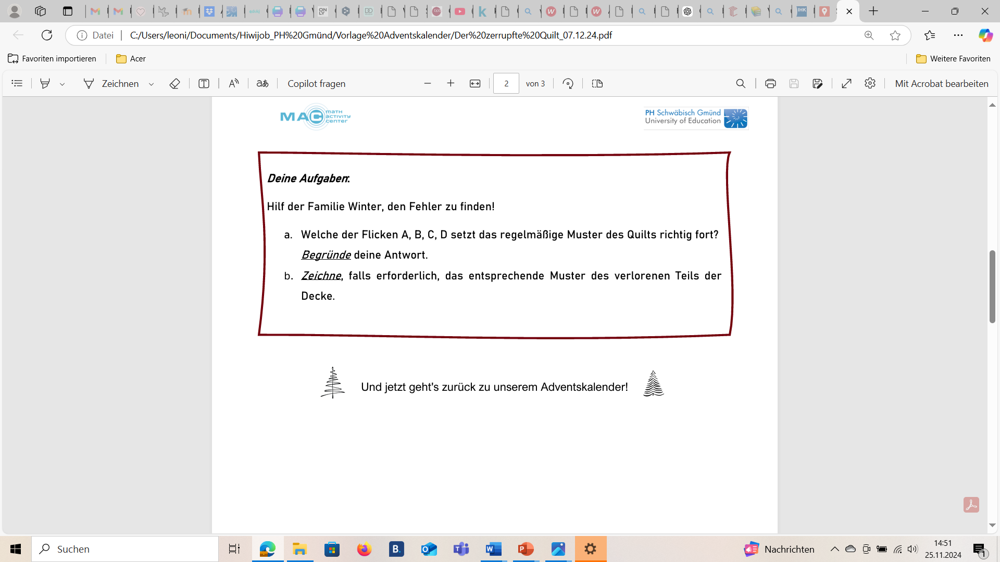 Datei
C:/Users/leoni/Documents/Hiwijob_PH%20Gmünd/Vorlage%20Adventskalender/Der%20zerrupfte%20Quilt_07.12.24.pdf
Favoriten importieren
Acer
Weitere Favoriten
Zeichnen
Copilot fragen
2 von 3
Mit Acrobat bearbeiten
MAC math activity center
PH Schwäbisch Gmünd
University of Education
Deine Aufgaben:
Hilf der Familie Winter, den Fehler zu finden!
a. Welche der Flicken A, B, C, D setzt das regelmäßige Muster des Quilts richtig fort?
Begründe deine Antwort.
b. Zeichne, falls erforderlich, das entsprechende Muster des verlorenen Teils der
Decke.
Und jetzt geht's zurück zu unserem Adventskalender!
Suchen
Nachrichten
14:51
25.11.2024
1